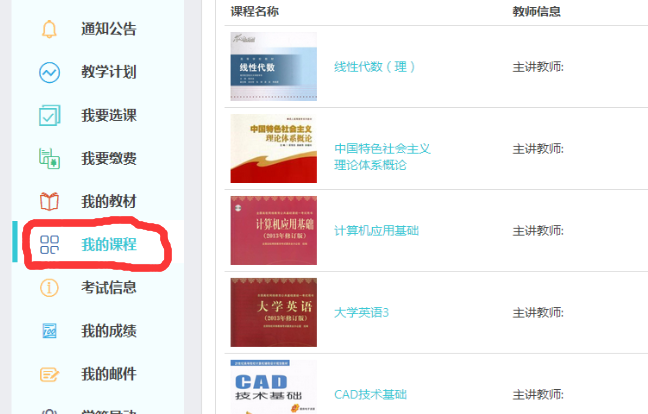 通知公告
教学计划
我要选课
我要缴费
我的教材
我的课程
考试信息
我的成绩
我的邮件
课程名称
教师信息
线性代数
线性代数（理）
主讲教师:
中国特色社会主义
理论体系概论
中国特色社会主义
理论体系概论
主讲教师:
计算机应用基础
(2013年修订版)
计算机应用基础
主讲教师:
大学英语
(2013年修订版)
大学英语3
主讲教师:
CAD
技术基础
CAD技术基础
主讲教师: